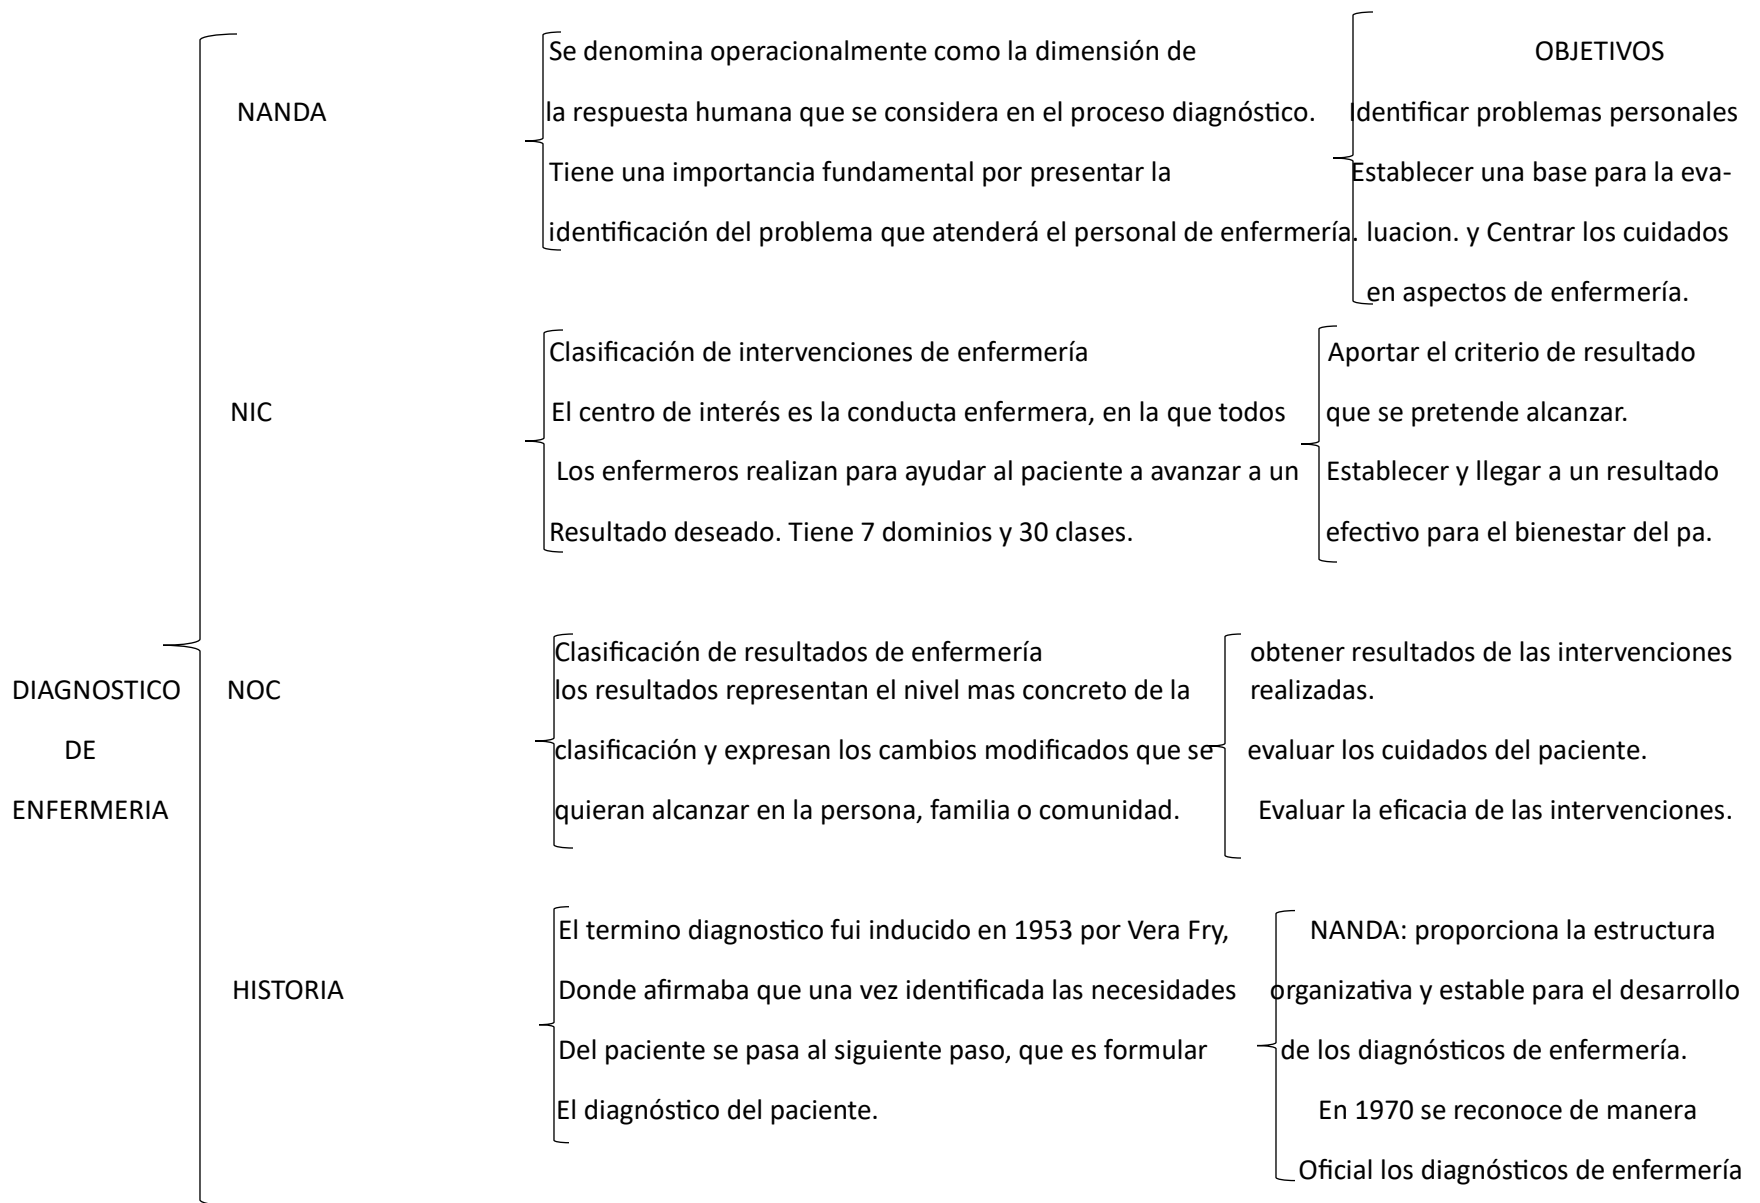 DIAGNOSTICO
DE
ENFERMERIA
NANDA
Se denomina operacionalmente como la dimensión de
la respuesta humana que se considera en el proceso diagnóstico.
Tiene una importancia fundamental por presentar la
identificación del problema que atenderá el personal de enfermería.
OBJETIVOS
Identificar problemas personales
Establecer una base para la eva-
luacion. y Centrar los cuidados
en aspectos de enfermería.
NIC
Clasificación de intervenciones de enfermería
El centro de interés es la conducta enfermera, en la que todos
Los enfermeros realizan para ayudar al paciente a avanzar a un
Resultado deseado. Tiene 7 dominios y 30 clases.
Aportar el criterio de resultado
que se pretende alcanzar.
Establecer y llegar a un resultado
efectivo para el bienestar del pa.
NOC
Clasificación de resultados de enfermería
los resultados representan el nivel mas concreto de la
clasificación y expresan los cambios modificados que se
quieran alcanzar en la persona, familia o comunidad.
obtener resultados de las intervenciones
realizadas.
evaluar los cuidados del paciente.
Evaluar la eficacia de las intervenciones.
HISTORIA
El termino diagnostico fui inducido en 1953 por Vera Fry,
Donde afirmaba que una vez identificada las necesidades
Del paciente se pasa al siguiente paso, que es formular
El diagnóstico del paciente.
NANDA: proporciona la estructura
organizativa y estable para el desarrollo
de los diagnósticos de enfermería.
En 1970 se reconoce de manera
Oficial los diagnósticos de enfermería